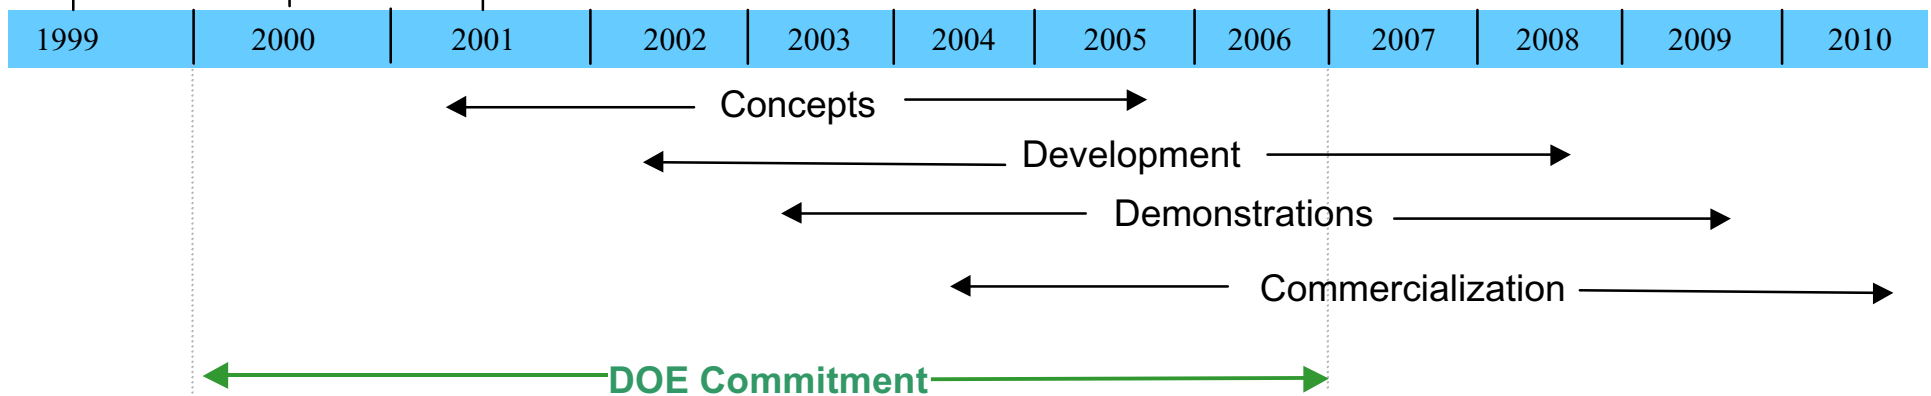 1999 2000 2001 2002 2003 2004 2005 2006 2007 2008 2009 2010
Concepts
Development
Demonstrations
Commercialization
DOE Commitment